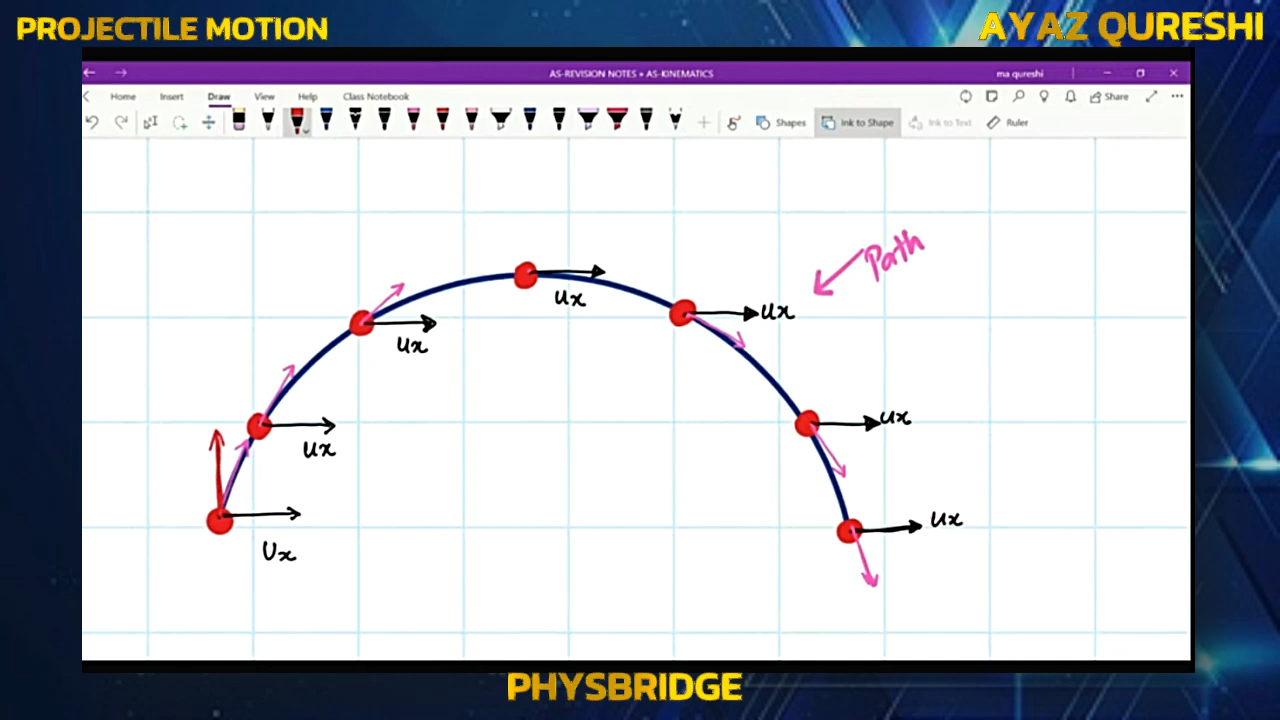 PROJECTILE MOTION
AYAZ QURESHI
AS-REVISION NOTES » AS-KINEMATICS
ma qureshi
Home Insert Draw View Help Class Notebook
Share
Shapes
Ink to Shape
Ink to Text
Ruler
Path
ux
ux
ux
ux
ux
ux
Ux
PHYSBRIDGE